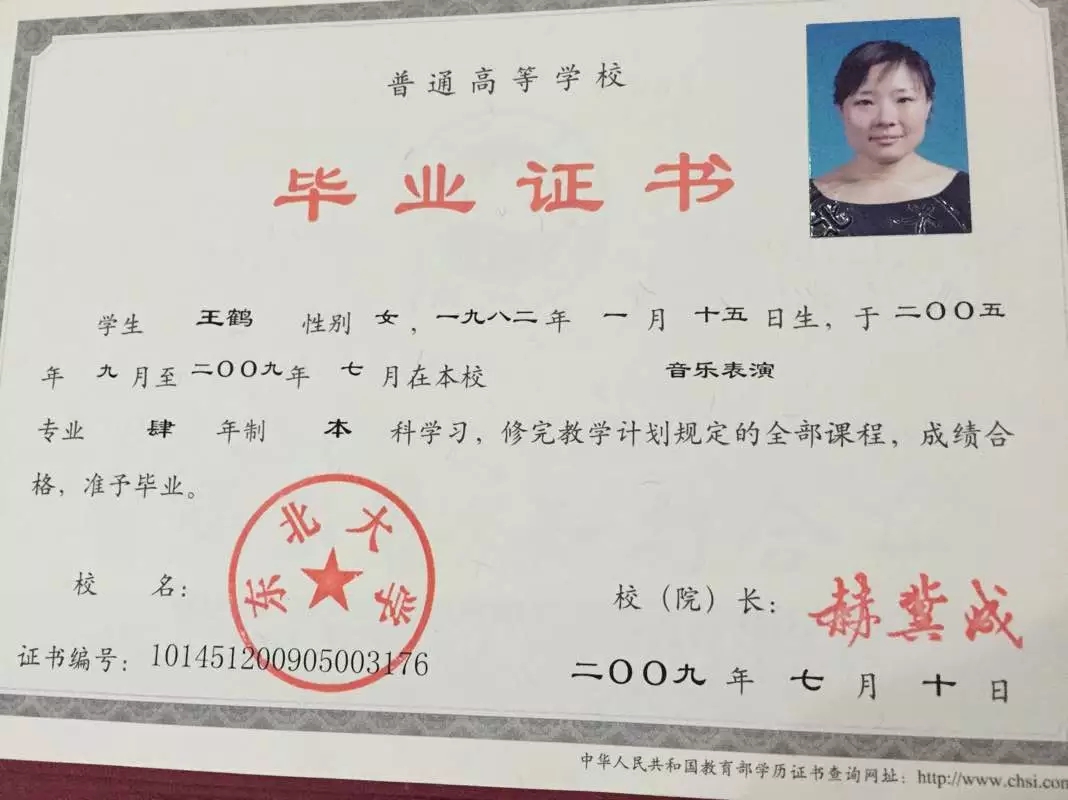 普通高等学校
毕业证书
学生 王鹤 性别 女，一九八二年 一 月 十五 日生，于 二〇〇五
年 九 月至 二〇〇九年 七 月在本校 音乐表演
专业 肆 年制 本 科学习，修完教学计划规定的全部课程，成绩合
格，准予毕业。
东北大学
校 名： 校（院）长： 赫冀成
证书编号：101451200905003176 二〇〇九 年 七 月 十 日
中华人民共和国教育部学历证书查询网址：http://www.chsi.com